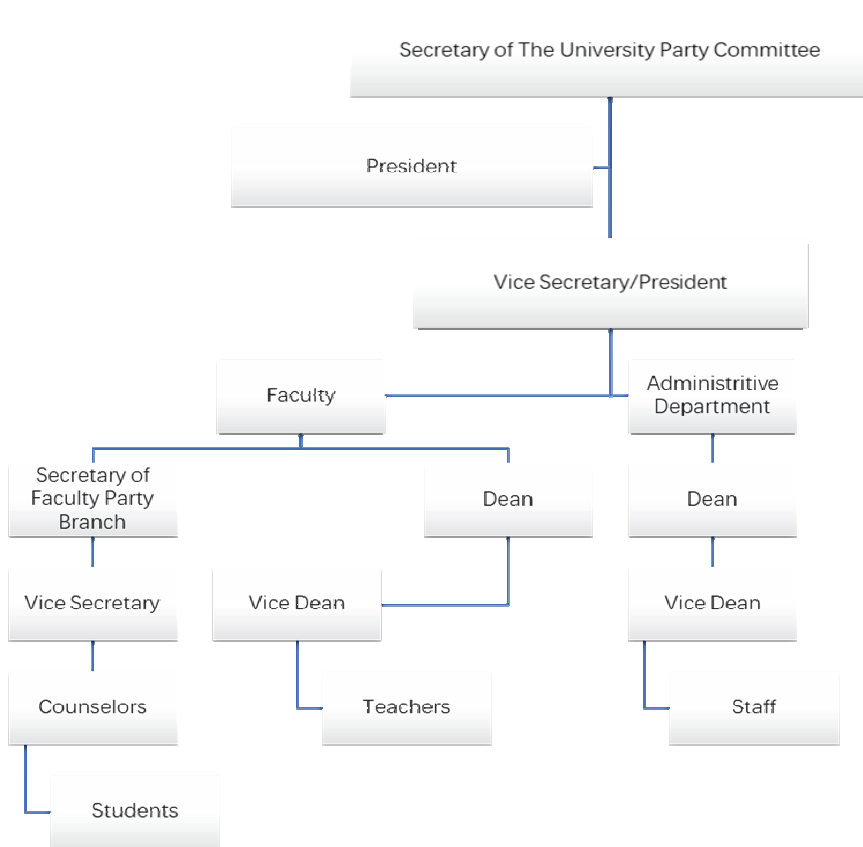 Secretary of The University Party Committee
President
Vice Secretary/President
Faculty
Administritive
Department
Secretary of
Faculty Party
Branch
Dean
Dean
Vice Secretary
Vice Dean
Vice Dean
Counselors
Teachers
Staff
Students